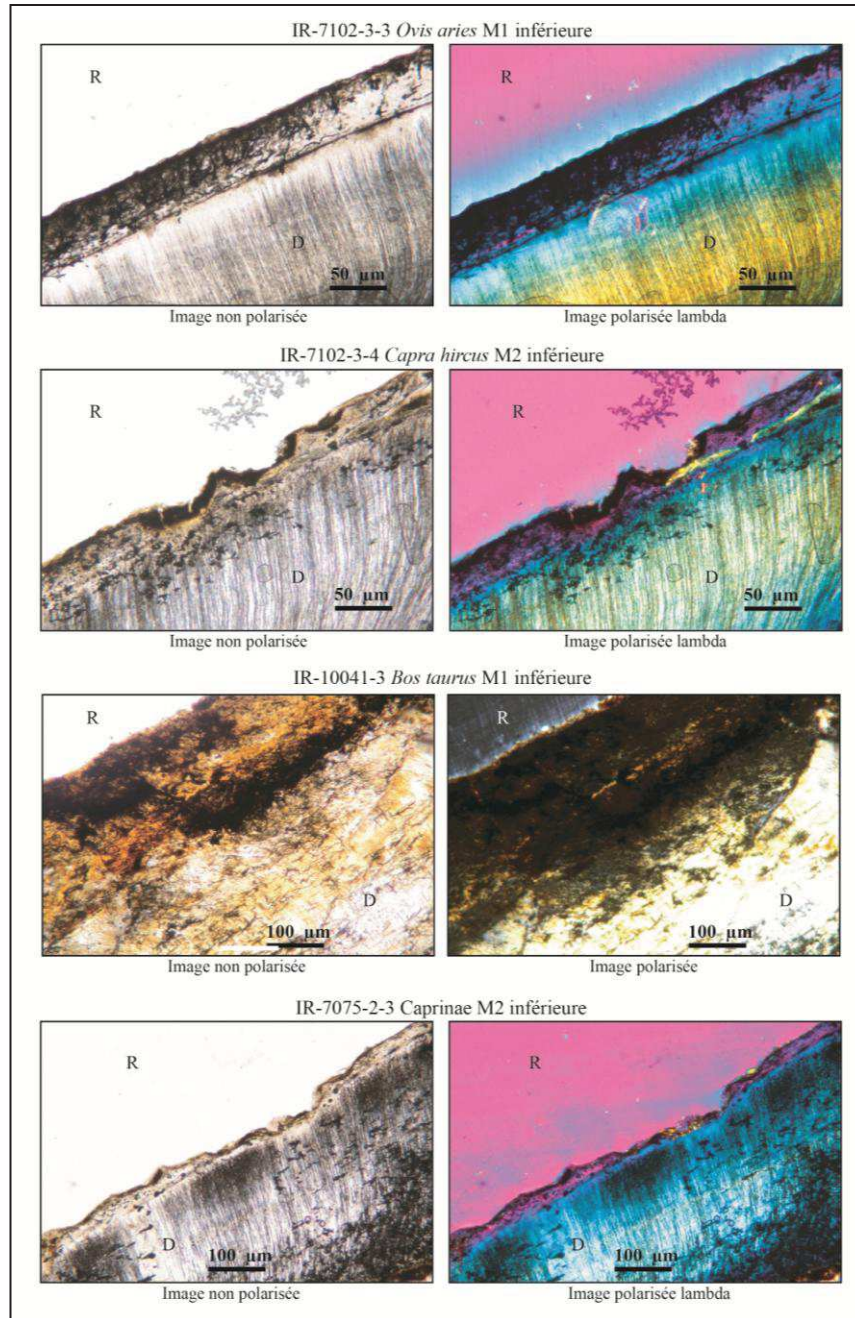 IR-7102-3-3 Ovis aries M1 inférieure
R
R
D
D
50 µm
50 µm
Image non polarisée
Image polarisée lambda
IR-7102-3-4 Capra hircus M2 inférieure
R
R
D
D
50 µm
50 µm
Image non polarisée
Image polarisée lambda
IR-10041-3 Bos taurus M1 inférieure
R
R
D
D
100 µm
100 µm
Image non polarisée
Image polarisée
IR-7075-2-3 Caprinae M2 inférieure
R
R
D
D
100 µm
100 µm
Image non polarisée
Image polarisée lambda